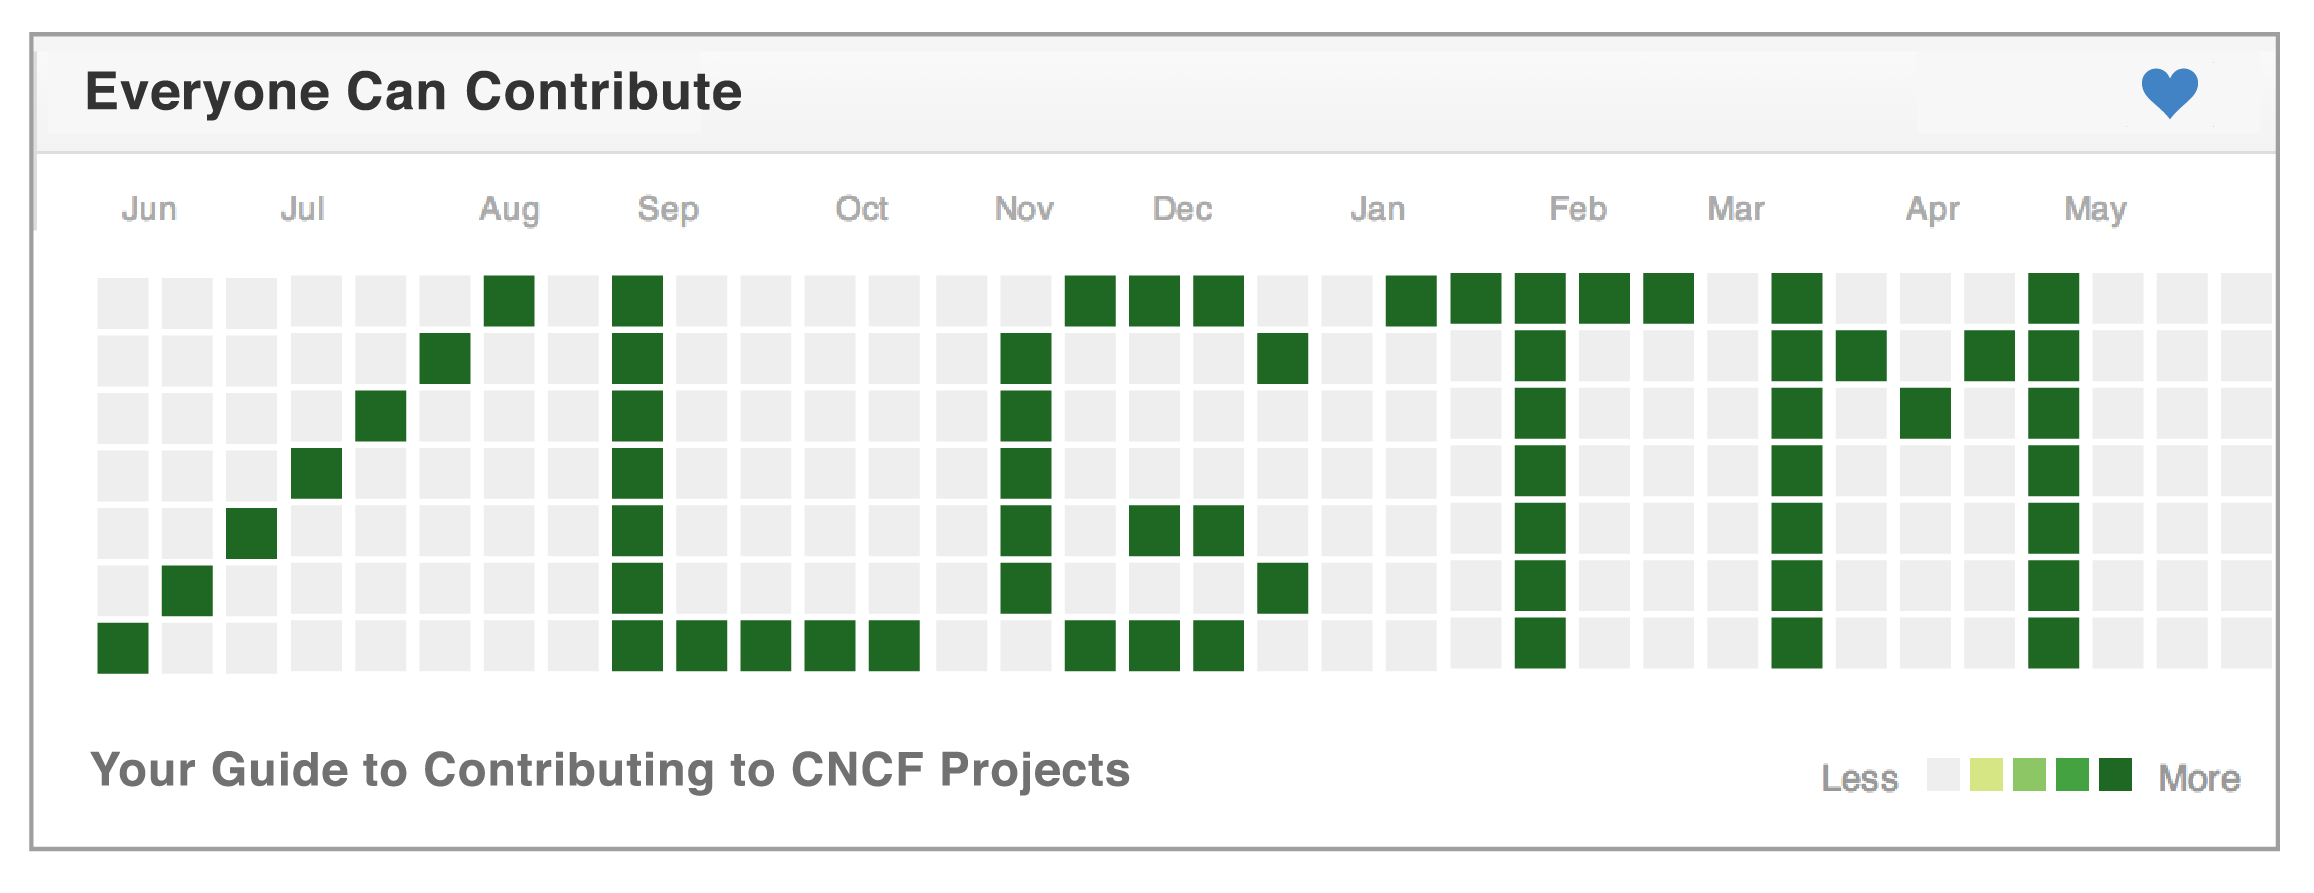 Everyone Can Contribute
Jun Jul Aug Sep Oct Nov Dec Jan Feb Mar Apr May
/LGTM
Your Guide to Contributing to CNCF Projects
Less More